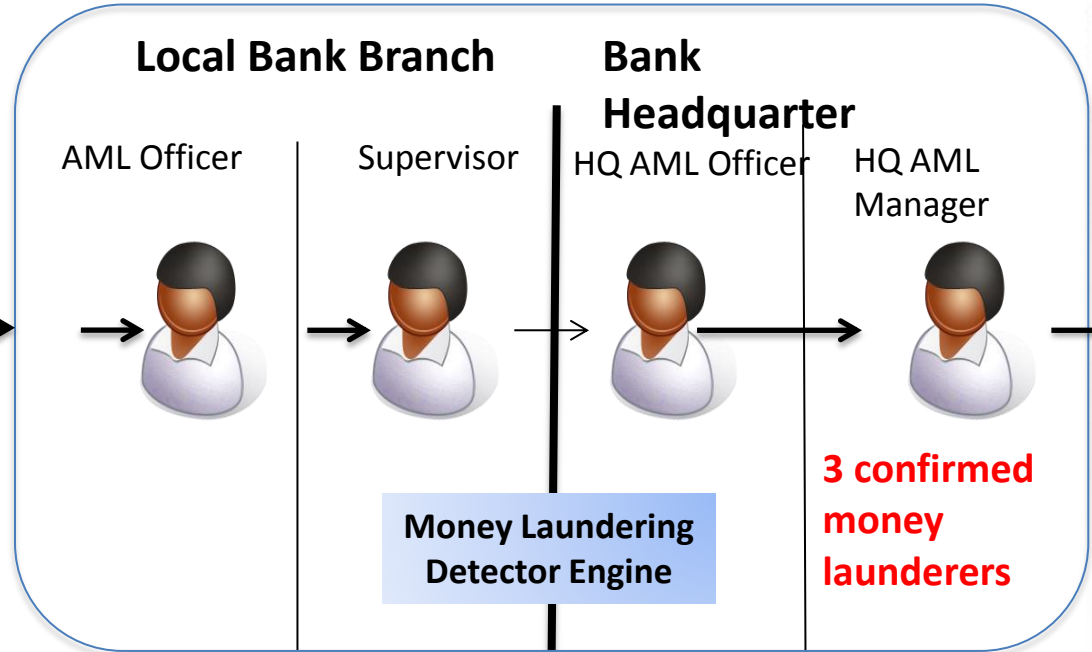 Local Bank Branch
Bank
Headquarter
AML Officer
Supervisor
HQ AML Officer
HQ AML
Manager
Money Laundering
Detector Engine
3 confirmed
money
launderers